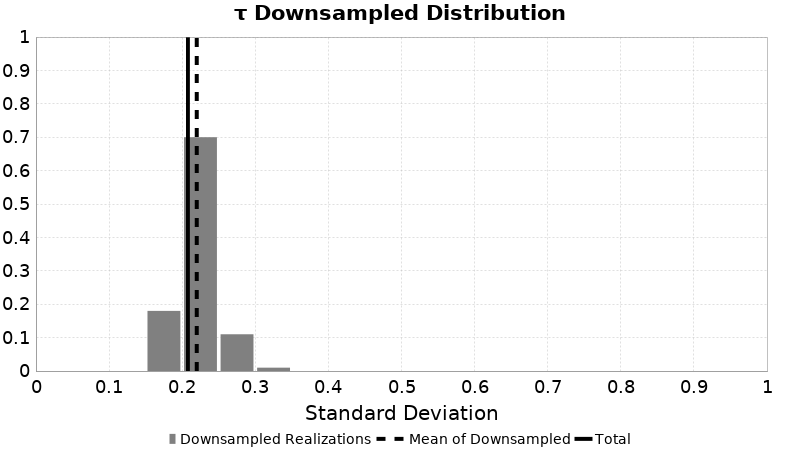 τ Downsampled Distribution
1
0.9
0.8
0.7
0.6
0.5
0.4
0.3
0.2
0.1
0
0 0.1 0.2 0.3 0.4 0.5 0.6 0.7 0.8 0.9 1
Standard Deviation
Downsampled Realizations Mean of Downsampled Total